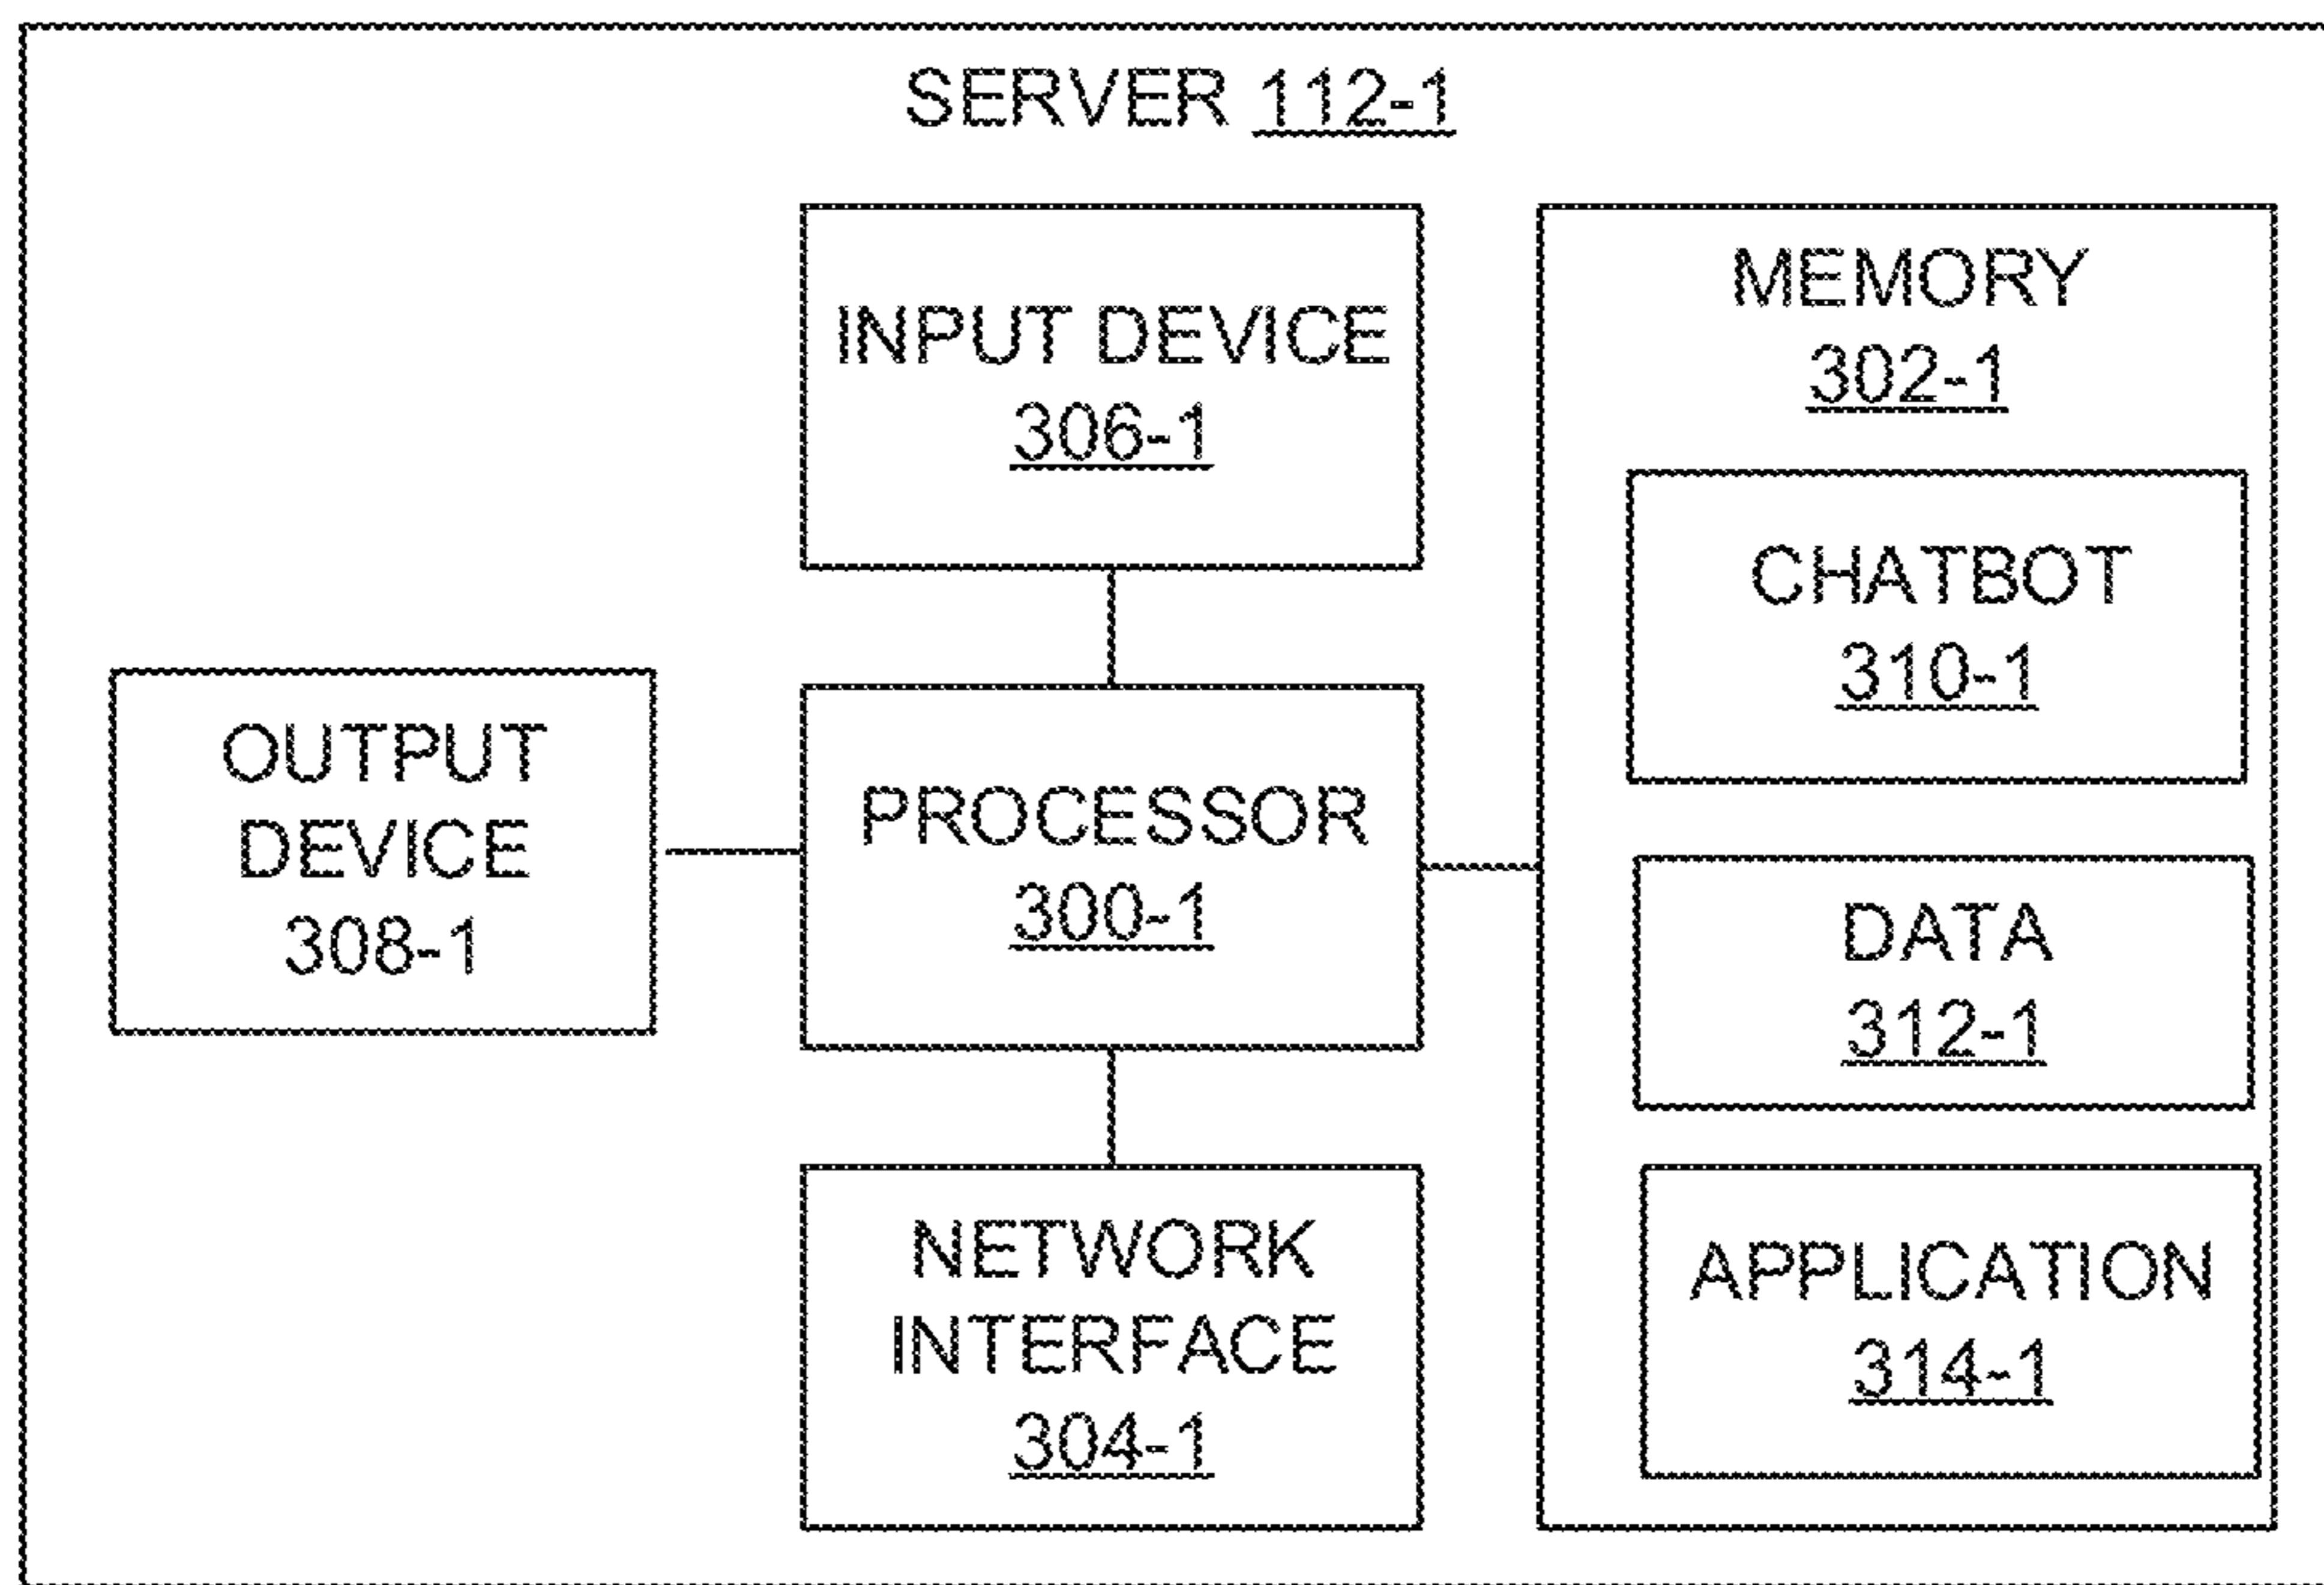 SERVER 112-1
INPUT DEVICE
306-1
MEMORY
302-1
CHATBOT
310-1
OUTPUT
DEVICE
308-1
PROCESSOR
300-1
DATA
312-1
NETWORK
INTERFACE
304-1
APPLICATION
314-1